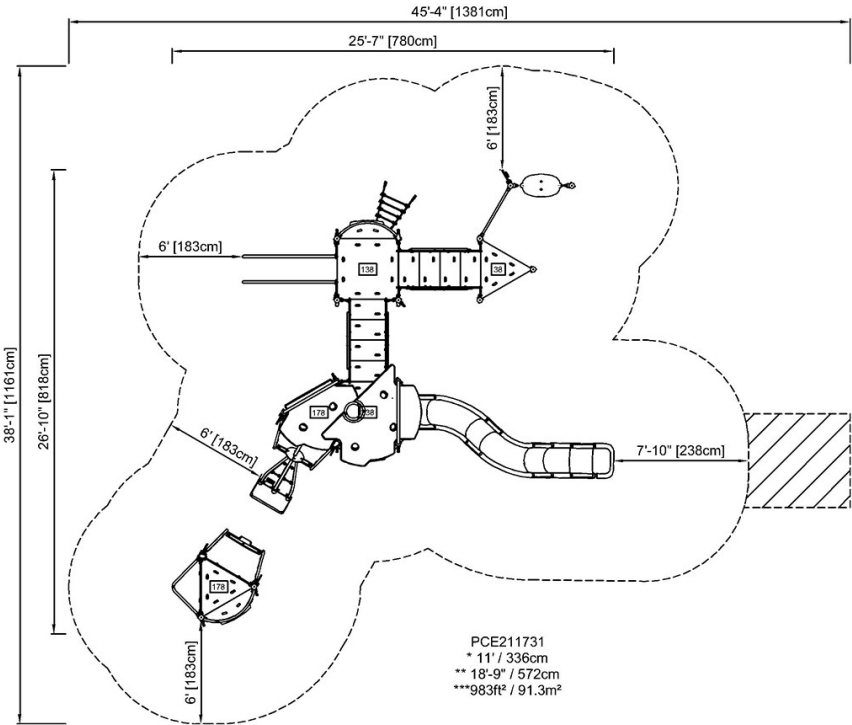 45'-4" [1381cm]
25'-7" [780cm]
6' [183cm]
6' [183cm]
138
38
38'-1" [1161cm]
26'-10" [818cm]
178
38
6' [183cm]
7'-10" [238cm]
178
6' [183cm]
PCE211731
* 11' / 336cm
** 18'-9" / 572cm
***983ft² / 91.3m²